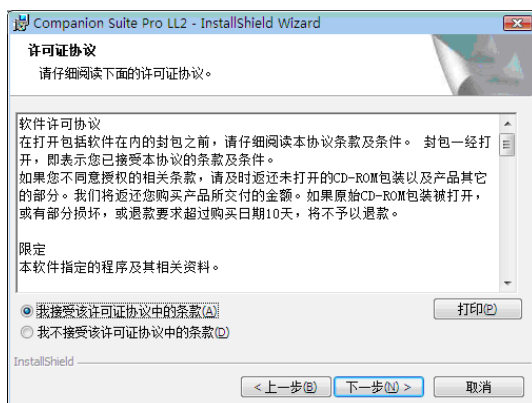 Companion Suite Pro LL2 - InstallShield Wizard
许可证协议
请仔细阅读下面的许可证协议。
软件许可协议
在打开包括软件在内的封包之前，请仔细阅读本协议条款及条件。 封包一经打
开，即表示您已接受本协议的条款及条件。
如果您不同意授权的相关条款，请及时返还未打开的CD-ROM包装以及产品其它
的部分。我们将返还您购买产品所交付的金额。如果原始CD-ROM包装被打开，
或有部分损坏，或退款要求超过购买日期10天，将不予以退款。
限定
本软件指定的程序及其相关资料。
我接受该许可证协议中的条款(A)
打印(P)
我不接受该许可证协议中的条款(D)
InstallShield
< 上一步(B)
下一步(N) >
取消